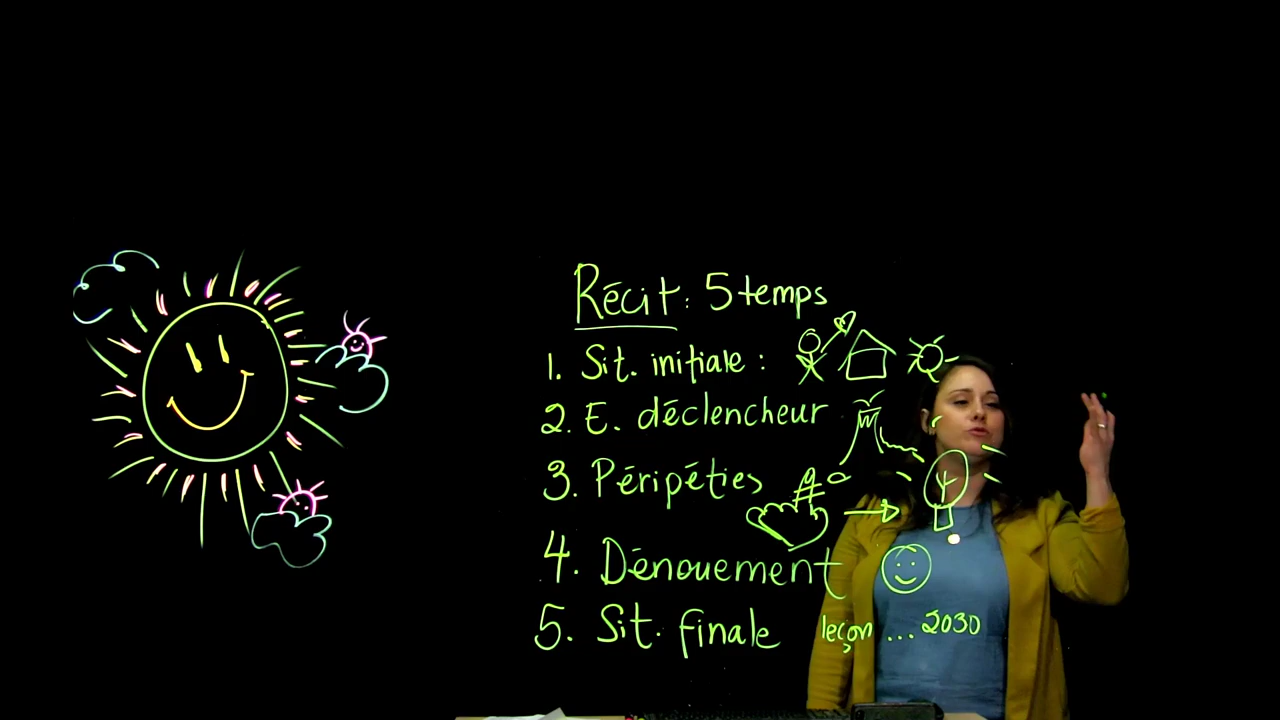 Récit : 5 temps
1. Sit. initiale :
2. E. déclencheur
3. Péripéties
4. Dénouement
5. Sit. finale leçon ... 2030